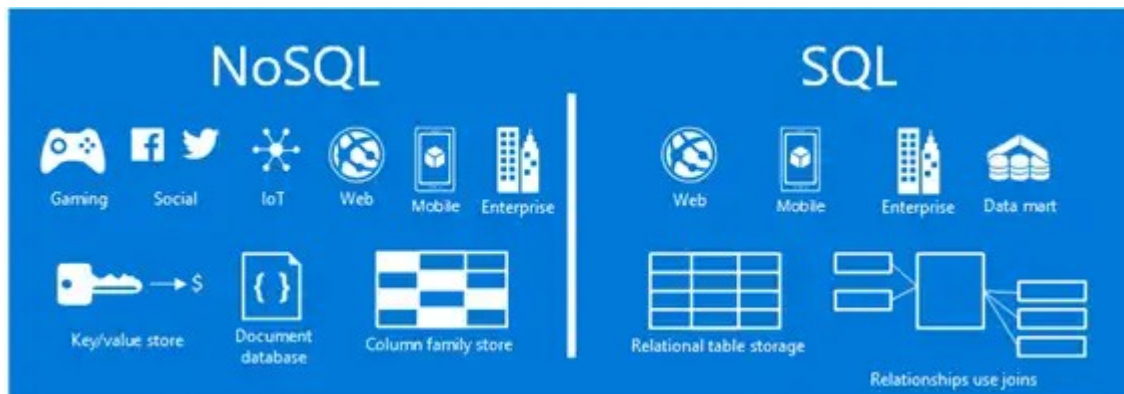 NoSQL
SQL
Gaming
Social
IoT
Web
Mobile
Enterprise
Web
Mobile
Enterprise
Data mart
$
{ }
Key/value store
Document
database
Column family store
Relational table storage
Relationships use joins